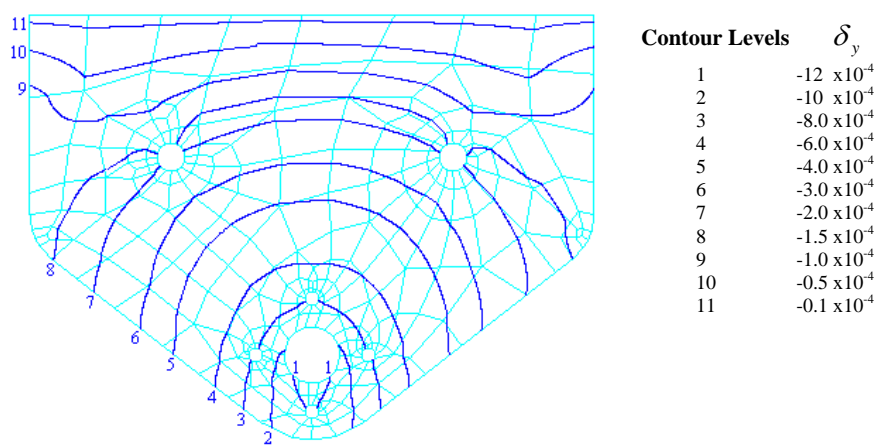 11
10
9
8
7
6
5
4
3
2
1 1
Contour Levels δy
1 -12 x10-4
2 -10 x10-4
3 -8.0 x10-4
4 -6.0 x10-4
5 -4.0 x10-4
6 -3.0 x10-4
7 -2.0 x10-4
8 -1.5 x10-4
9 -1.0 x10-4
10 -0.5 x10-4
11 -0.1 x10-4